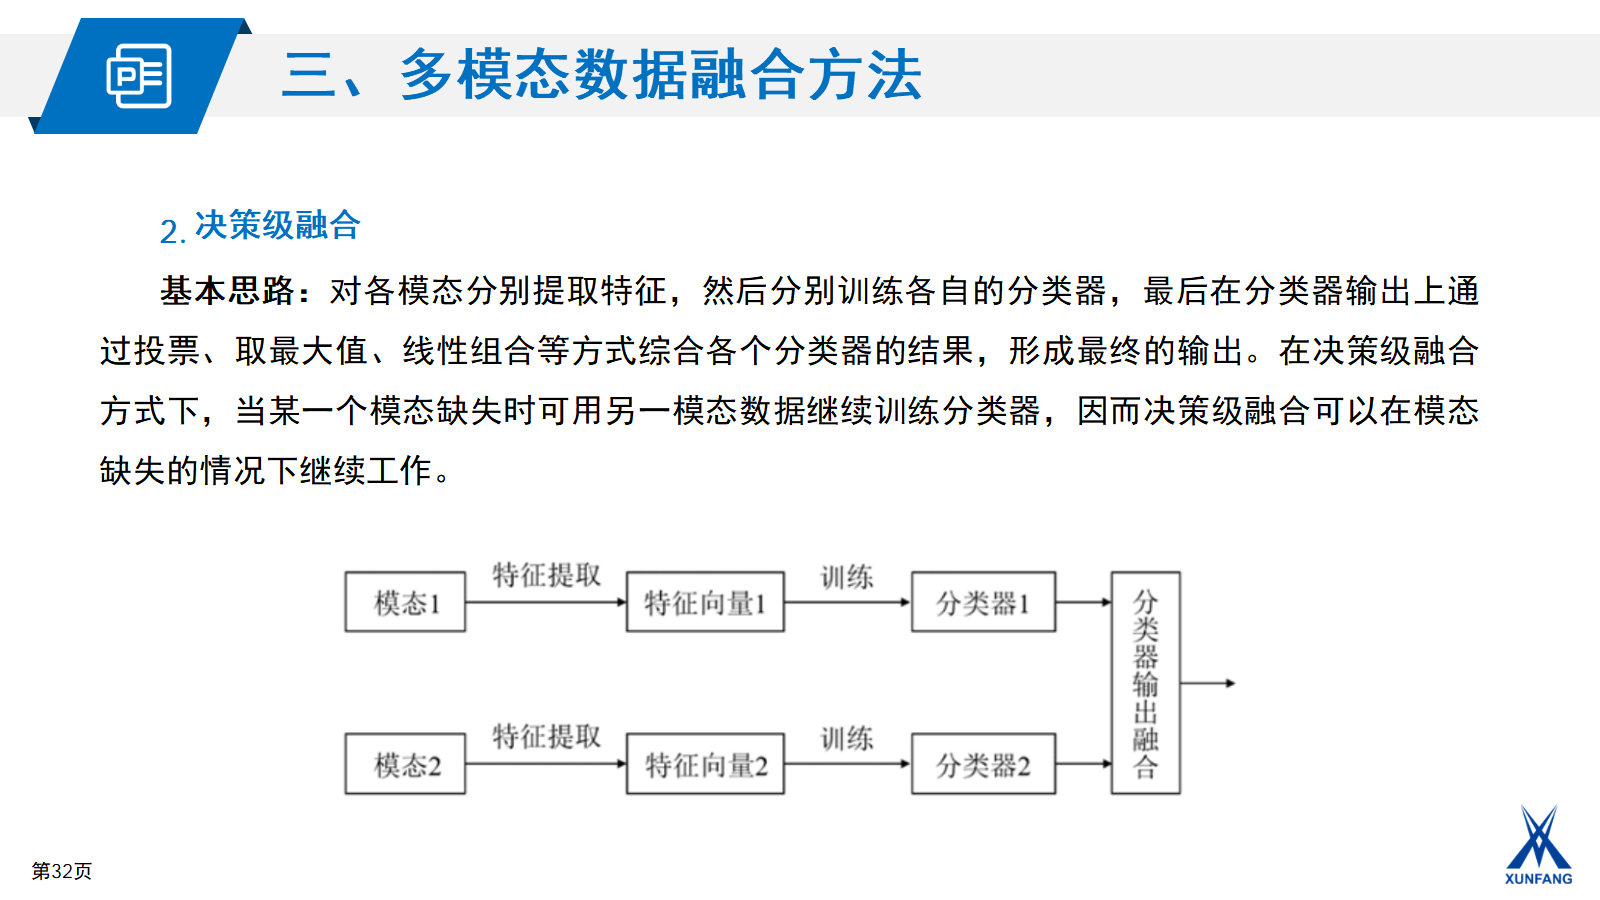 三、多模态数据融合方法
2. 决策级融合
基本思路：对各模态分别提取特征，然后分别训练各自的分类器，最后在分类器输出上通
过投票、取最大值、线性组合等方式综合各个分类器的结果，形成最终的输出。在决策级融合
方式下，当某一个模态缺失时可用另一模态数据继续训练分类器，因而决策级融合可以在模态
缺失的情况下继续工作。
模态1
特征提取
特征向量1
训练
分类器1
模态2
特征提取
特征向量2
训练
分类器2
分类器输出融合
第32页
XUNFANG